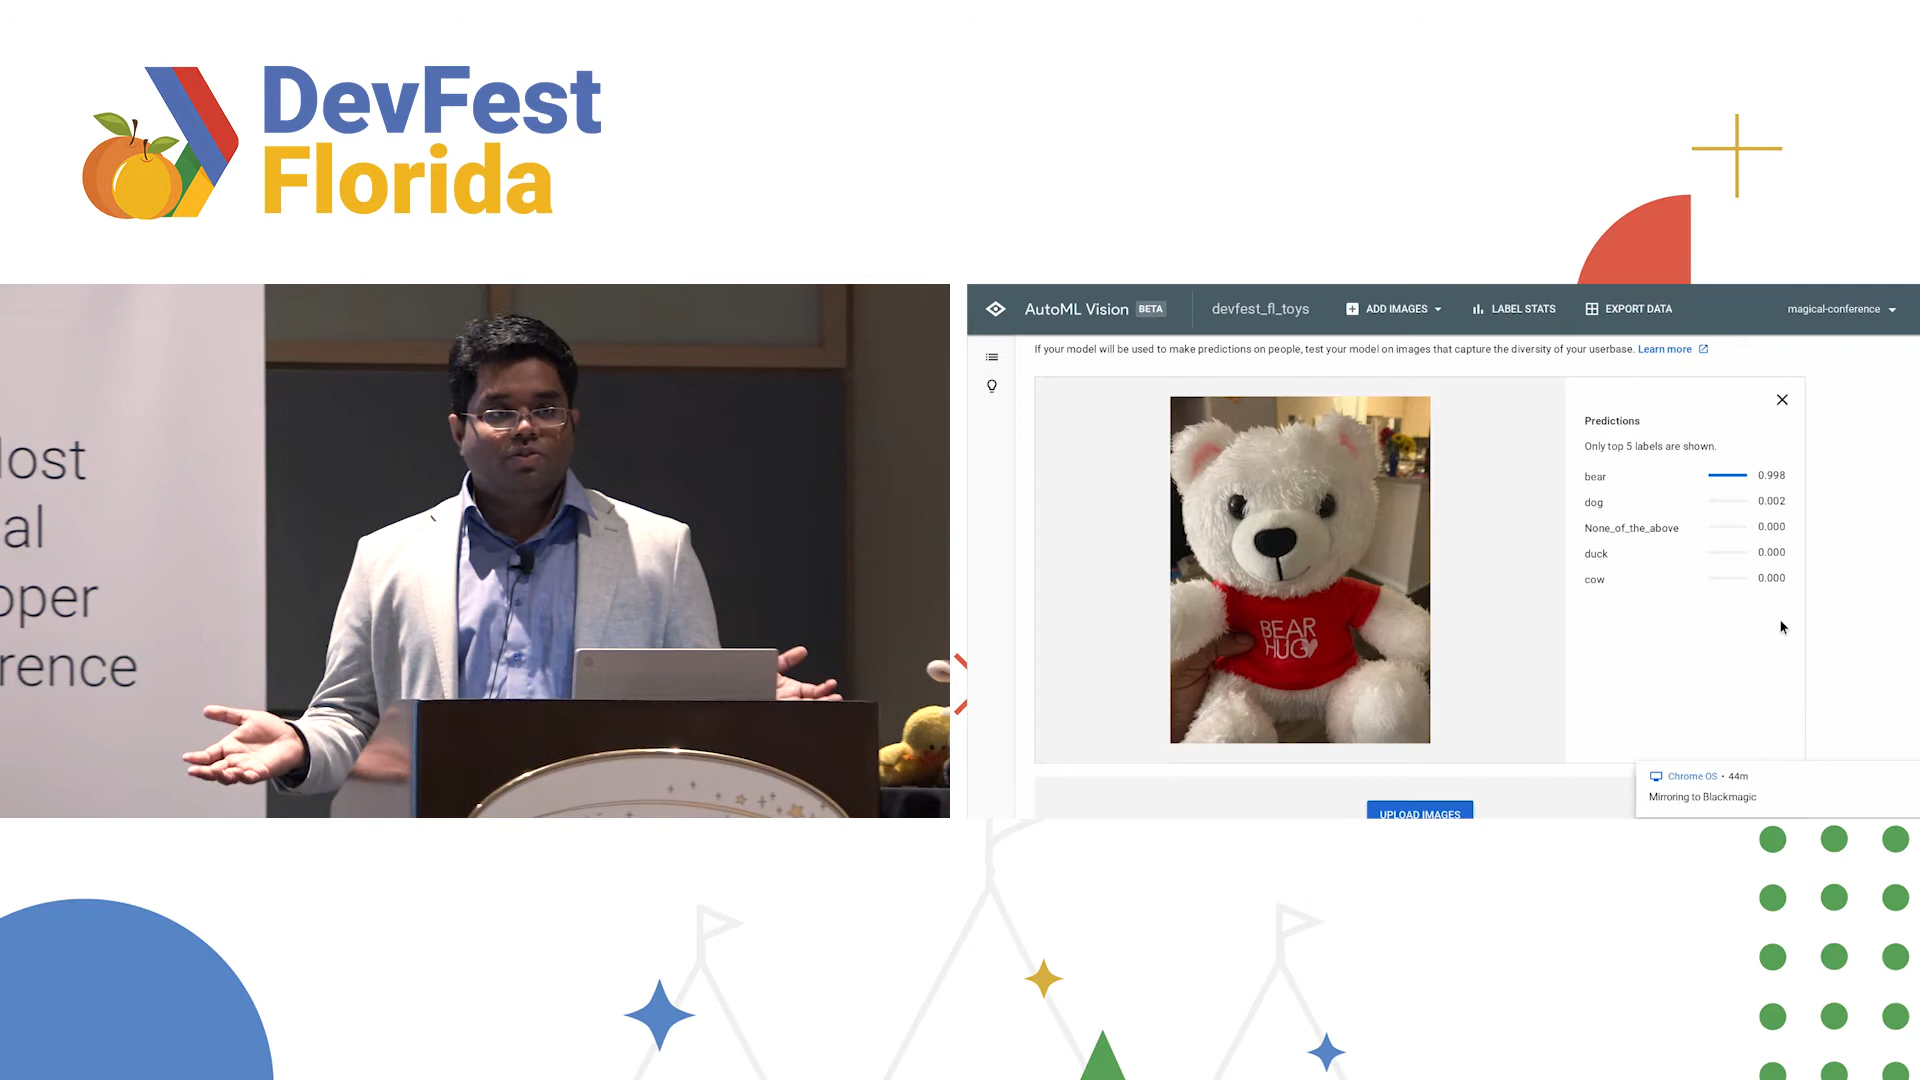 DevFest
Florida
lost
al
oper
rence
AutoML Vision BETA devfest_fl_toys ADD IMAGES LABEL STATS EXPORT DATA magical-conference
If your model will be used to make predictions on people, test your model on images that capture the diversity of your userbase. Learn more
Predictions
Only top 5 labels are shown.
bear 0.998
dog 0.002
None_of_the_above 0.000
duck 0.000
cow 0.000
BEAR
HUG
Chrome OS • 44m
Mirroring to Blackmagic
UPLOAD IMAGES